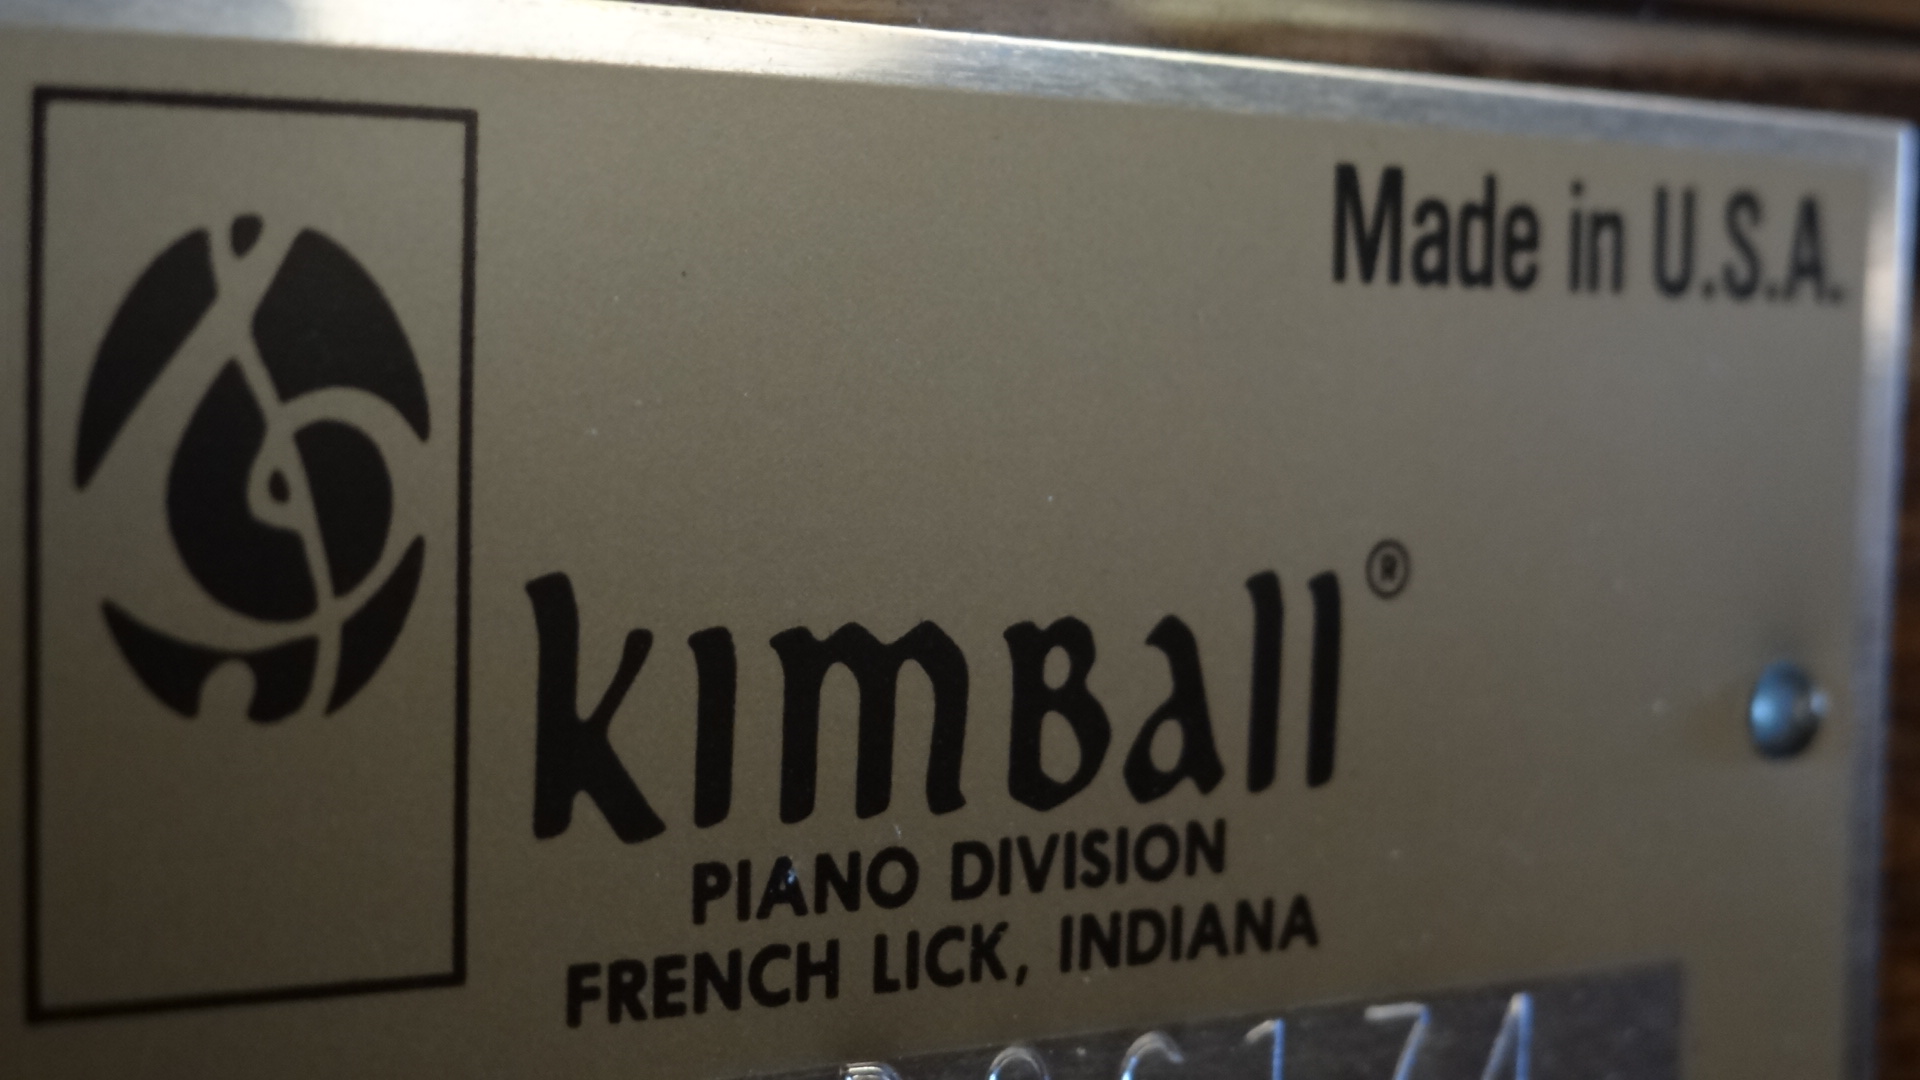 Made in U.S.A.
kimball®
PIANO DIVISION
FRENCH LICK, INDIANA